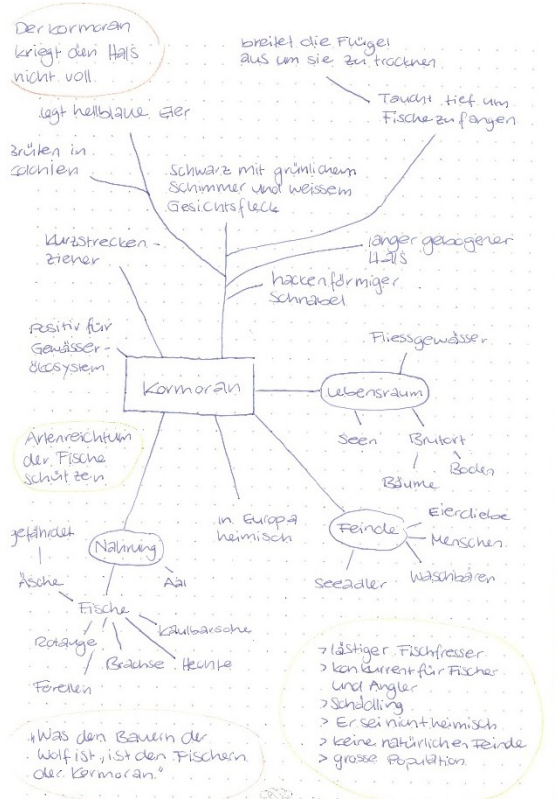 Der Kormoran
kriegt den Hals
nicht voll.
breitet die Flügel
aus um sie zu trocknen
Taucht tief um
Fische zu fangen
legt hellblaue Eier
Brüten in
Colonien
schwarz mit grünlichem
Schimmer und weissem
Gesichtsfleck
Kurzstrecken-
zieher
langer gebogener
Hals
hackenförmiger
Schnabel
Positiv für
Gewässer-
ökosystem
Fliessgewässer
Kormoran
Lebensraum
Seen
Brutort
Boden
Bäume
Artenreichtum
der Fische
schützen
in Europa
heimisch
Feinde
Eierdiebe
Menschen
Waschbären
Seeadler
gefährdet
Nahrung
Äsche
Aal
Fische
Kaulbarsche
Rotauge
Brachse
Hechte
Forellen
> lästiger Fischfresser
> Konkurrent für Fischer
und Angler
> Schädling
> Er sei nicht heimisch
> keine natürlichen Feinde
> grosse Population
„Was den Bauern der
Wolf ist, ist den Fischern
der Kormoran."